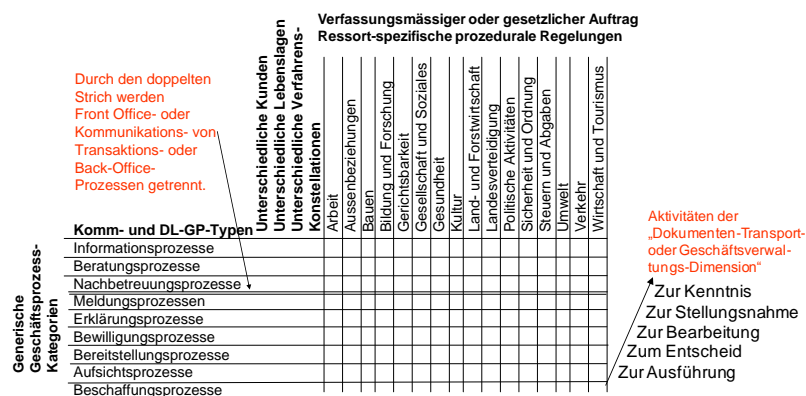 Verfassungsmässiger oder gesetzlicher Auftrag
Ressort-spezifische prozedurale Regelungen
Durch den doppelten
Strich werden
Front Office- oder
Kommunikations- von
Transaktions- oder
Back-Office-
Prozessen getrennt.
Unterschiedliche Kunden
Unterschiedliche Lebenslagen
Unterschiedliche Verfahrens-
Konstellationen
Arbeit
Aussenbeziehungen
Bauen
Bildung und Forschung
Gerichtsbarkeit
Gesellschaft und Soziales
Gesundheit
Kultur
Land- und Forstwirtschaft
Landesverteidigung
Politische Aktivitäten
Sicherheit und Ordnung
Steuern und Abgaben
Umwelt
Verkehr
Wirtschaft und Tourismus
Komm- und DL-GP-Typen
Informationsprozesse
Beratungsprozesse
Nachbetreuungsprozesse
Meldungsprozessen
Erklärungsprozesse
Bewilligungsprozesse
Bereitstellungsprozesse
Aufsichtsprozesse
Beschaffungsprozesse
Generische
Geschäftsprozess-
Kategorien
Aktivitäten der
„Dokumenten-Transport-
oder Geschäftsverwal-
tungs-Dimension“
Zur Kenntnis
Zur Stellungsnahme
Zur Bearbeitung
Zum Entscheid
Zur Ausführung